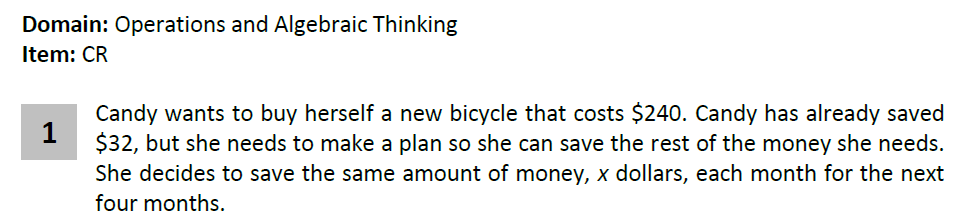 Domain: Operations and Algebraic Thinking
Item: CR
1
Candy wants to buy herself a new bicycle that costs $240. Candy has already saved
$32, but she needs to make a plan so she can save the rest of the money she needs.
She decides to save the same amount of money, x dollars, each month for the next
four months.